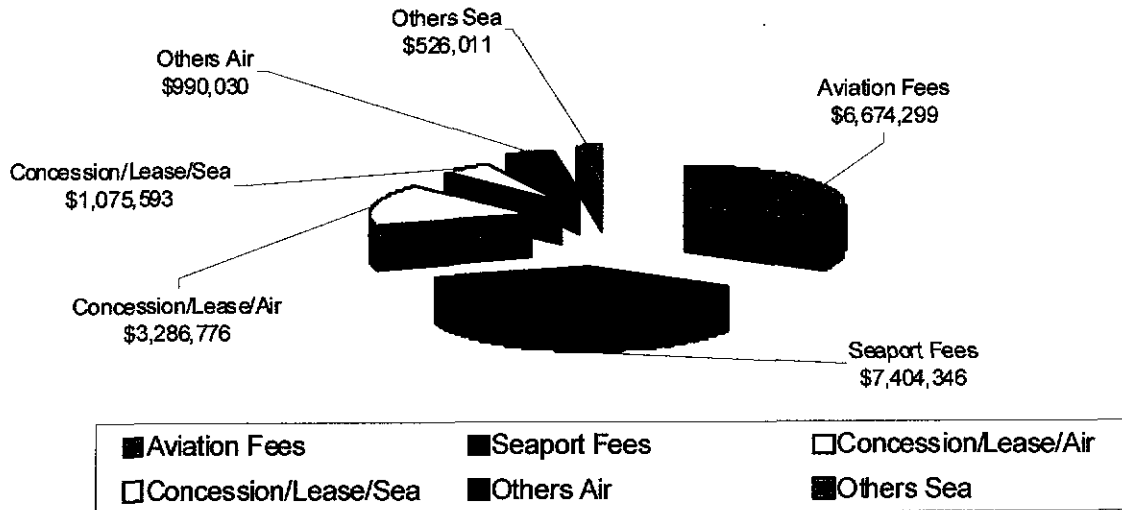 Others Sea
$526,011
Others Air
$990,030
Aviation Fees
$6,674,299
Concession/Lease/Sea
$1,075,593
Concession/Lease/Air
$3,286,776
Seaport Fees
$7,404,346
Aviation Fees
Seaport Fees
Concession/Lease/Air
Concession/Lease/Sea
Others Air
Others Sea